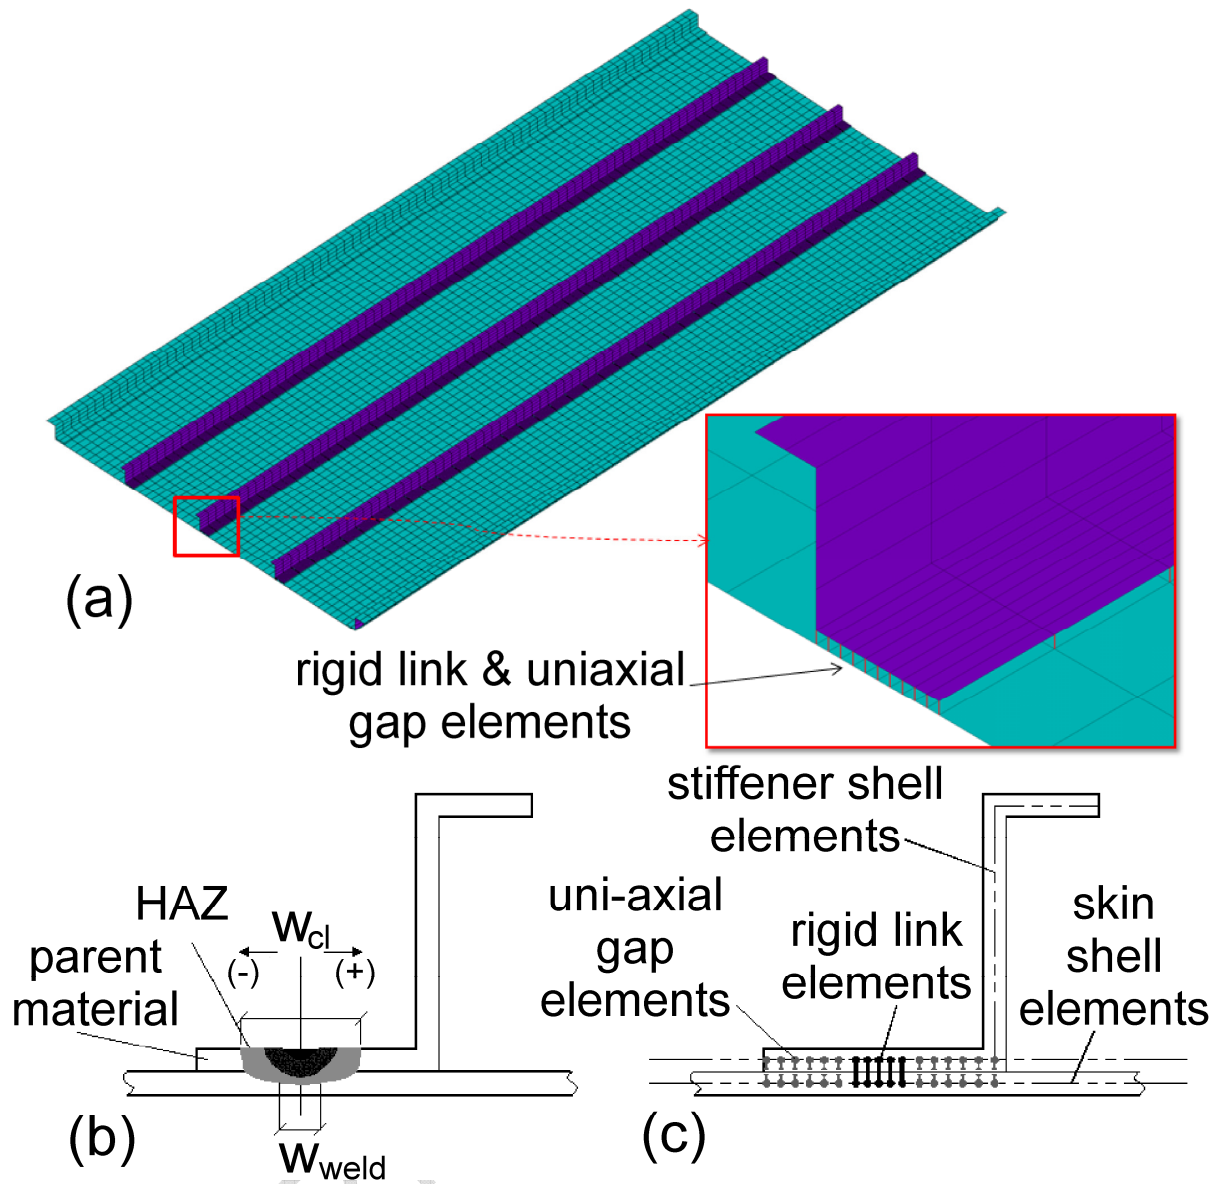 (a)
rigid link & uniaxial
gap elements
stiffener shell
elements
HAZ
W_cl
(-) (+)
parent
material
W_weld
(b)
uni-axial
gap
elements
rigid link
elements
skin
shell
elements
(c)